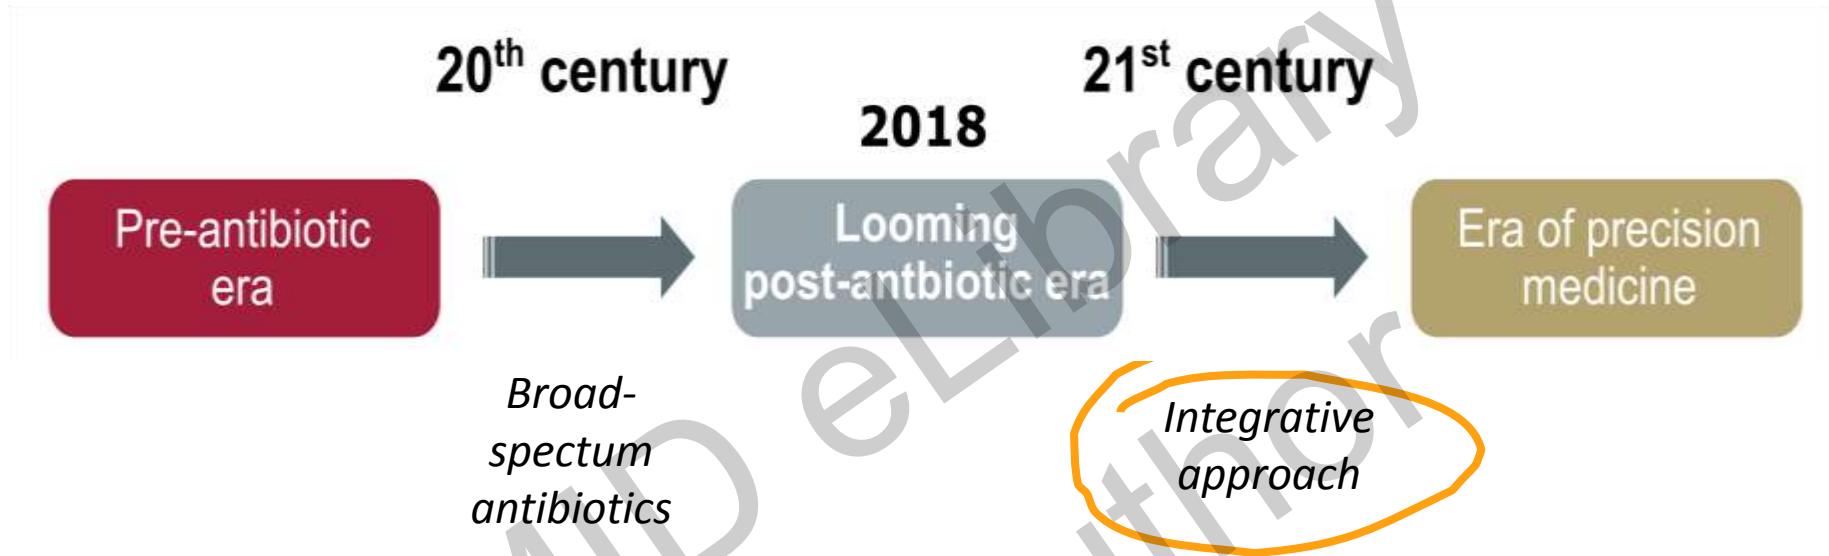 20th century
21st century
2018
Pre-antibiotic
era
Looming
post-antbiotic era
Era of precision
medicine
Broad-
spectum
antibiotics
Integrative
approach
eLibrary